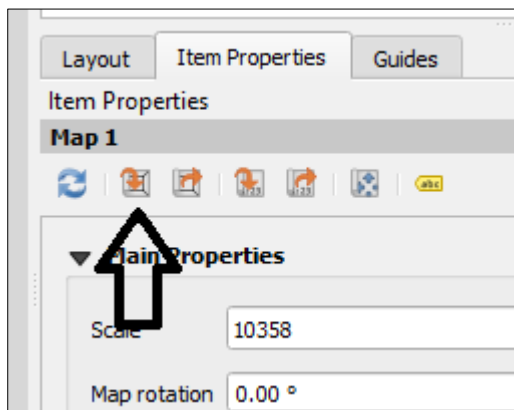 Layout Item Properties Guides
Item Properties
Map 1
abc
Main Properties
Scale 10358
Map rotation 0.00 °